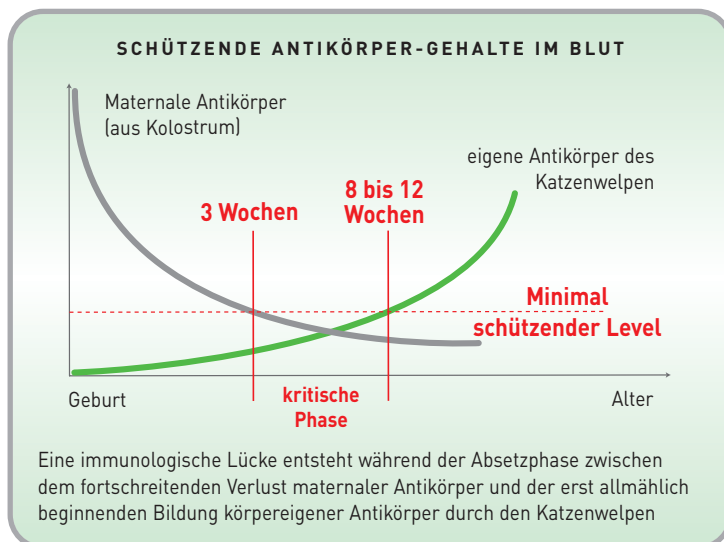 SCHÜTZENDE ANTIKÖRPER-GEHALTE IM BLUT
Maternale Antikörper
(aus Kolostrum)
eigene Antikörper des
Katzenwelpen
3 Wochen
8 bis 12
Wochen
Minimal
schützender Level
Geburt
kritische
Phase
Alter
Eine immunologische Lücke entsteht während der Absetzphase zwischen
dem fortschreitenden Verlust maternaler Antikörper und der erst allmählich
beginnenden Bildung körpereigener Antikörper durch den Katzenwelpen